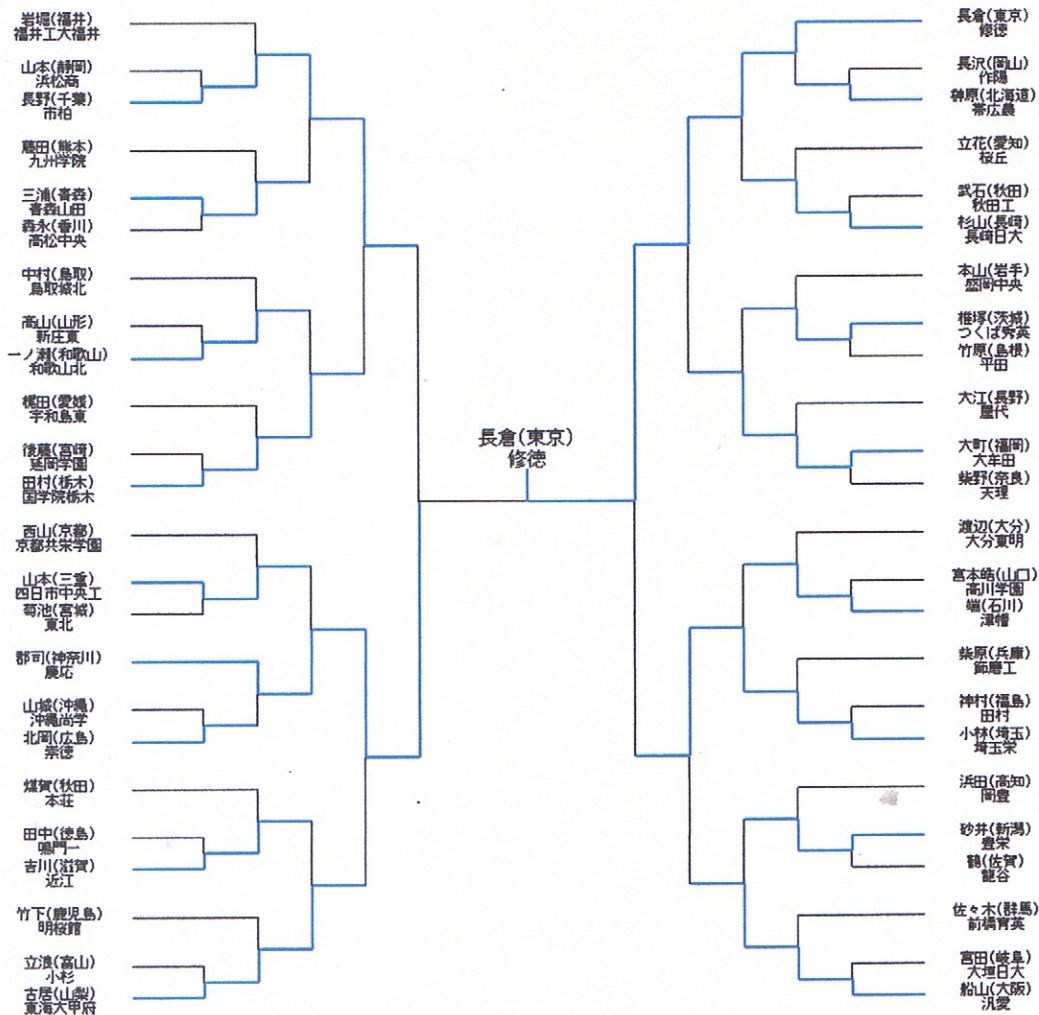 岩堀(福井)
福井工大福井
山本(静岡)
浜松商
長野(千葉)
市柏
藤田(熊本)
九州学院
三浦(青森)
青森山田
森永(香川)
高松中央
中村(鳥取)
鳥取城北
高山(山形)
新庄東
一ノ瀬(和歌山)
和歌山北
梶田(愛媛)
宇和島東
後藤(宮崎)
延岡学園
田村(栃木)
国学院栃木
西山(京都)
京都共栄学園
山本(三重)
四日市中央工
菊池(宮城)
東北
郡司(神奈川)
慶応
山城(沖縄)
沖縄尚学
北岡(広島)
崇徳
煤賀(秋田)
本荘
田中(徳島)
鳴門一
吉川(滋賀)
近江
竹下(鹿児島)
明桜館
立浪(富山)
小杉
古居(山梨)
東海大甲府
長倉(東京)
修徳
長倉(東京)
修徳
長沢(岡山)
作陽
榊原(北海道)
帯広農
立花(愛知)
桜丘
武石(秋田)
秋田工
杉山(長崎)
長崎日大
本山(岩手)
盛岡中央
椎塚(茨城)
つくば秀英
竹原(島根)
平田
大江(長野)
屋代
大町(福岡)
大牟田
柴野(奈良)
天理
渡辺(大分)
大分東明
宮本皓(山口)
高川学園
端(石川)
津幡
柴原(兵庫)
飾磨工
神村(福島)
田村
小林(埼玉)
埼玉栄
浜田(高知)
岡豊
砂井(新潟)
豊栄
鶴(佐賀)
龍谷
佐々木(群馬)
前橋育英
宮田(岐阜)
大垣日大
船山(大阪)
汎愛